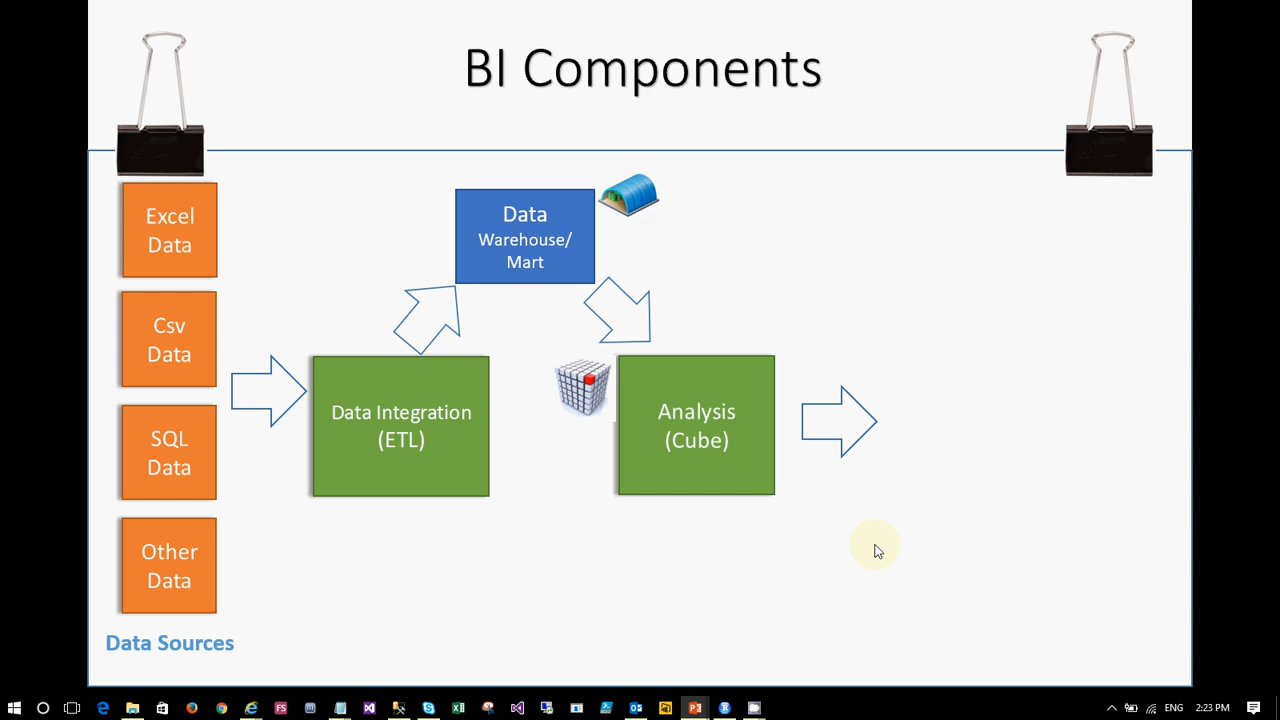 BI Components
Excel
Data
Csv
Data
SQL
Data
Other
Data
Data Sources
Data Integration
(ETL)
Data
Warehouse/
Mart
Analysis
(Cube)
ENG
2:23 PM